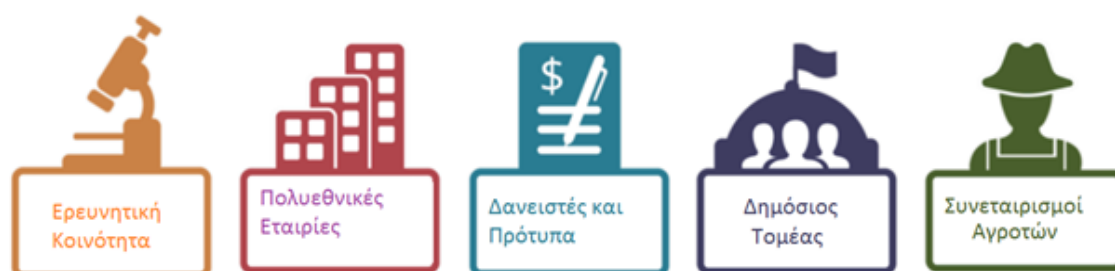 $
Ερευνητική
Κοινότητα
Πολυεθνικές
Εταιρίες
Δανειστές και
Πρότυπα
Δημόσιος
Τομέας
Συνεταιρισμοί
Αγροτών